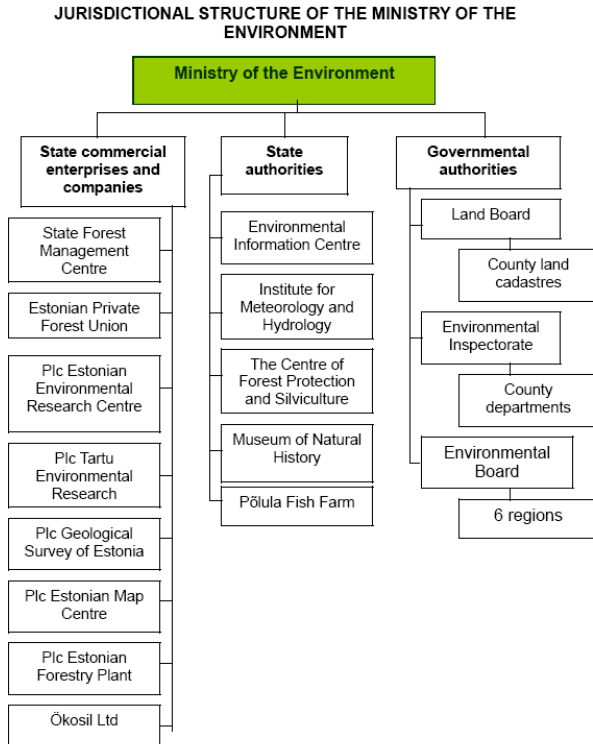 JURISDICTIONAL STRUCTURE OF THE MINISTRY OF THE
ENVIRONMENT
Ministry of the Environment
State commercial
enterprises and
companies
State Forest
Management
Centre
Estonian Private
Forest Union
Plc Estonian
Environmental
Research Centre
Plc Tartu
Environmental
Research
Plc Geological
Survey of Estonia
Plc Estonian Map
Centre
Plc Estonian
Forestry Plant
Ökosil Ltd
State
authorities
Environmental
Information Centre
Institute for
Meteorology and
Hydrology
The Centre of
Forest Protection
and Silviculture
Museum of Natural
History
Põlula Fish Farm
Governmental
authorities
Land Board
County land
cadastres
Environmental
Inspectorate
County
departments
Environmental
Board
6 regions